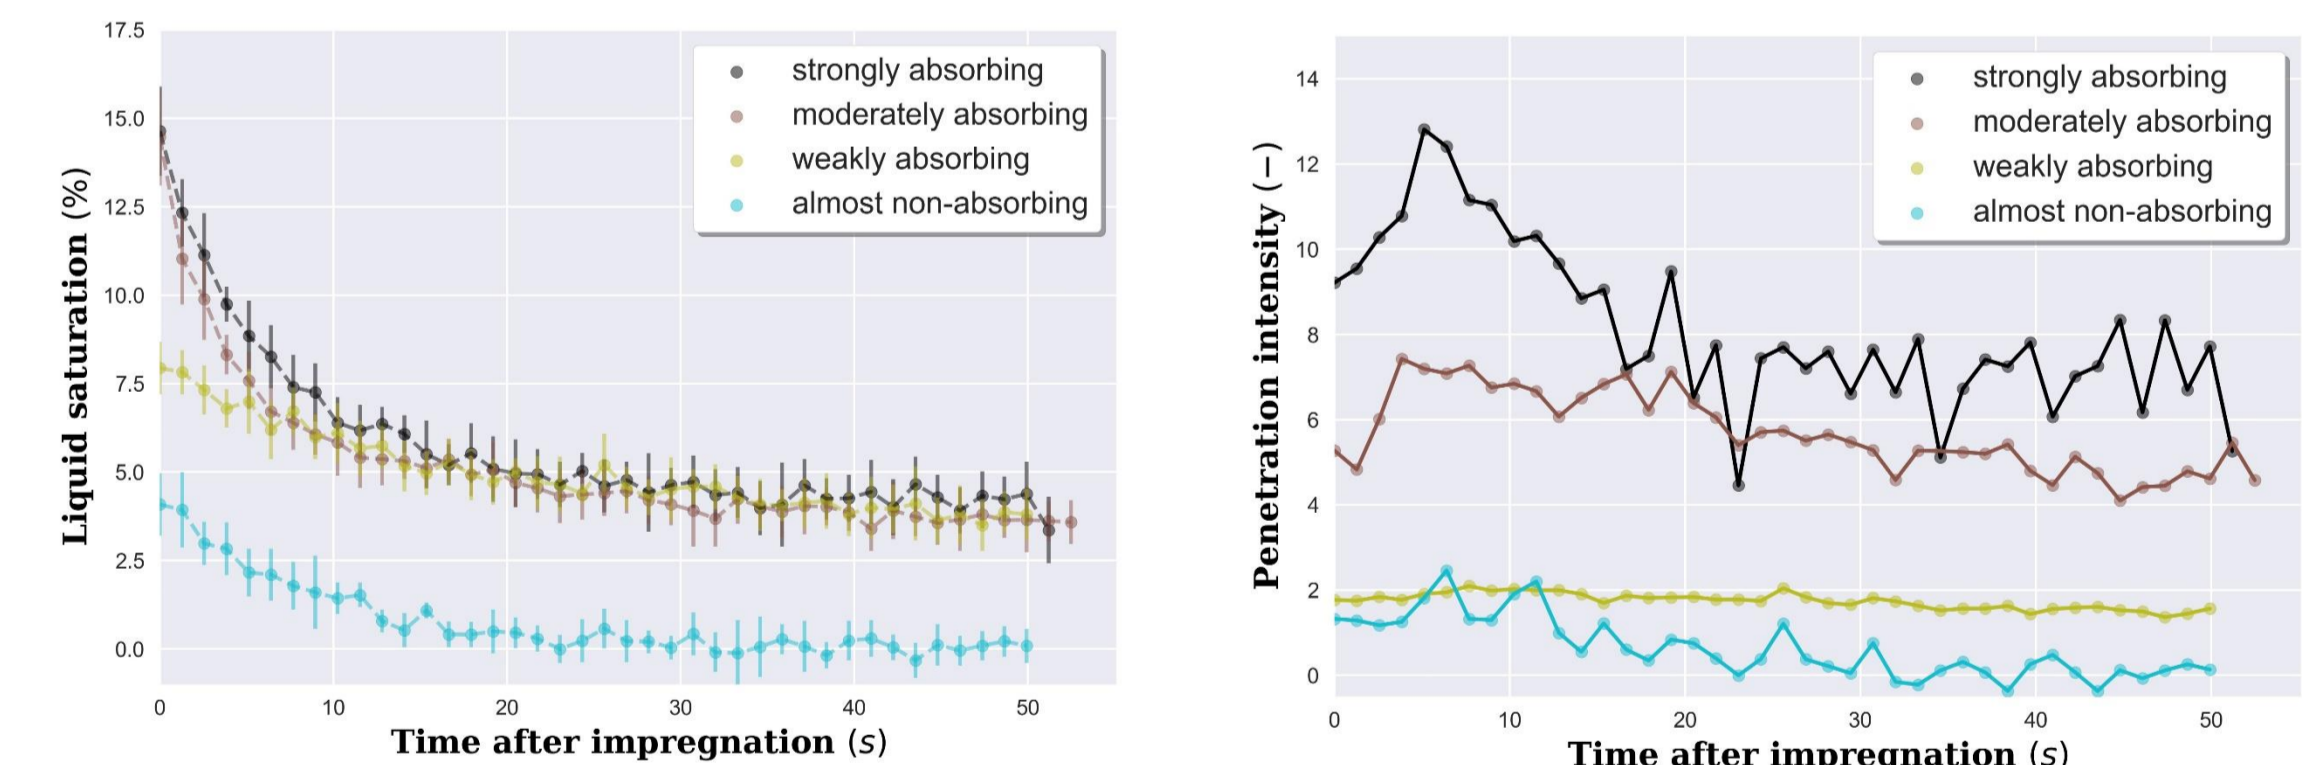 17.5
15.0
12.5
10.0
7.5
5.0
2.5
0.0
Liquid saturation (%)
strongly absorbing
moderately absorbing
weakly absorbing
almost non-absorbing
0 10 20 30 40 50
Time after impregnation (s)
14
12
10
8
6
4
2
0
Penetration intensity (−)
strongly absorbing
moderately absorbing
weakly absorbing
almost non-absorbing
0 10 20 30 40 50
Time after impregnation (s)